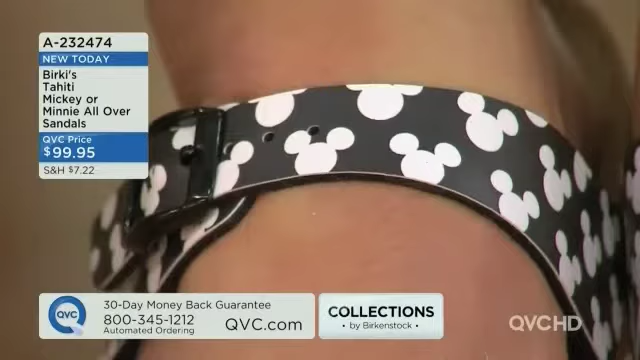 A-232474
NEW TODAY
Birki's
Tahiti
Mickey or
Minnie All Over
Sandals
QVC Price
$99.95
S&H $7.22
QVC
30-Day Money Back Guarantee
800-345-1212
Automated Ordering
QVC.com
COLLECTIONS
• by Birkenstock •
QVCHD